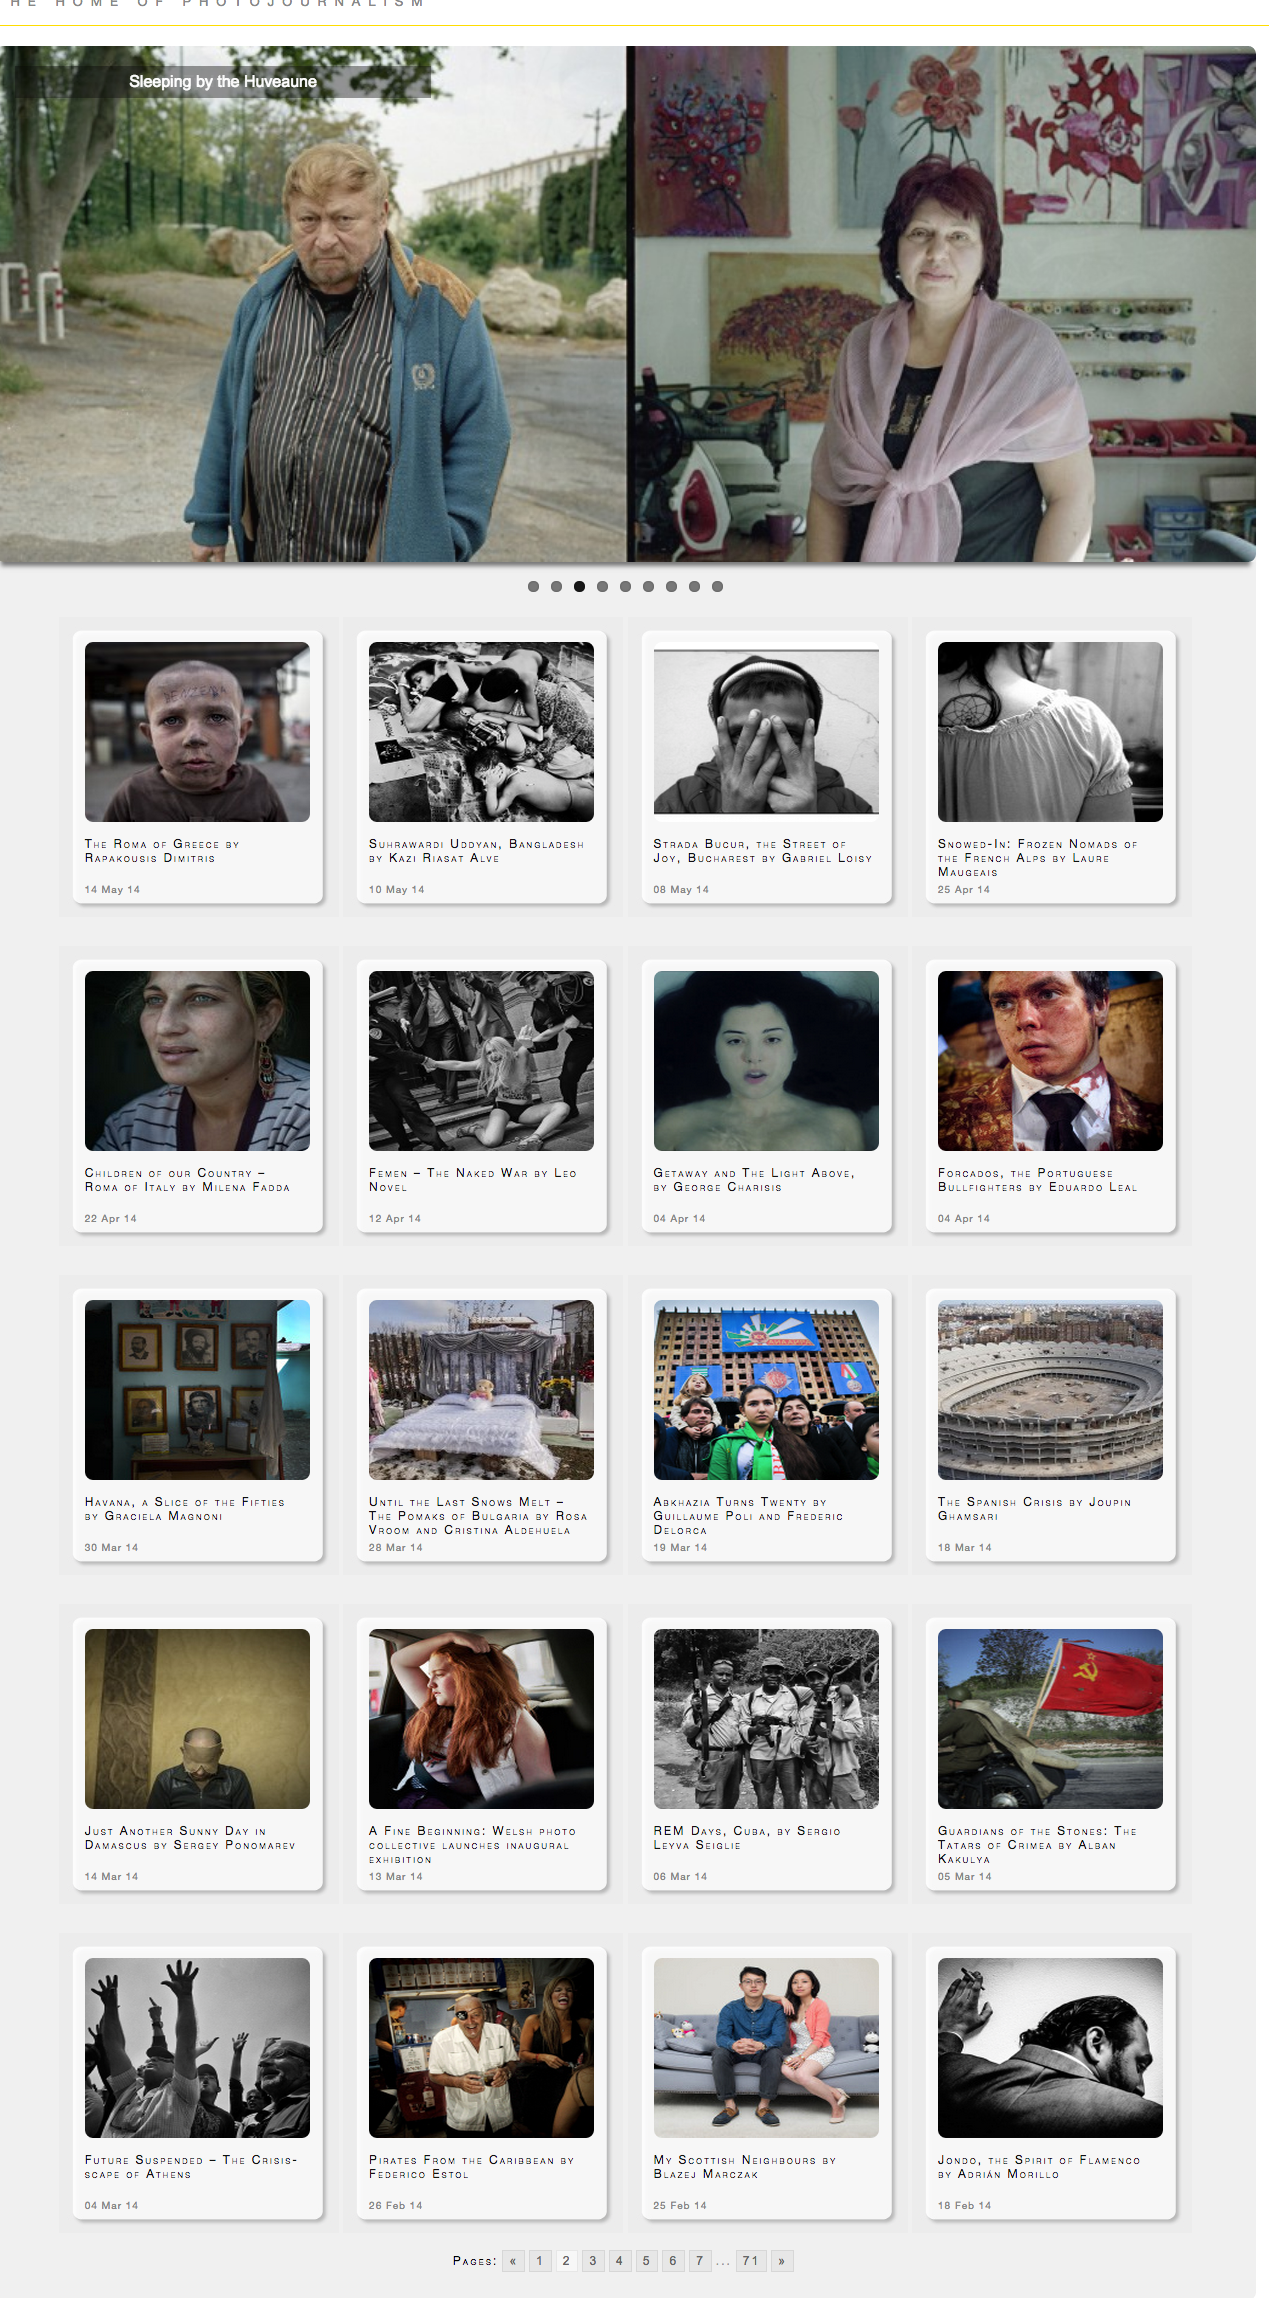 HE HOME OF PHOTOJOURNALISM
Sleeping by the Huveaune
The Roma of Greece by
Rapakousis Dimitris
14 May 14
Suhrawardi Uddyan, Bangladesh
by Kazi Riasat Alve
10 May 14
Strada Bucur, the Street of
Joy, Bucharest by Gabriel Loisy
08 May 14
Snowed-In: Frozen Nomads of
the French Alps by Laure
Maugeais
25 Apr 14
Children of our Country –
Roma of Italy by Milena Fadda
22 Apr 14
Femen – The Naked War by Leo
Novel
12 Apr 14
Getaway and The Light Above,
by George Charisis
04 Apr 14
Forcados, the Portuguese
Bullfighters by Eduardo Leal
04 Apr 14
Havana, a Slice of the Fifties
by Graciela Magnoni
30 Mar 14
Until the Last Snows Melt –
The Pomaks of Bulgaria by Rosa
Vroom and Cristina Aldehuela
28 Mar 14
Abkhazia Turns Twenty by
Guillaume Poli and Frederic
Delorca
19 Mar 14
The Spanish Crisis by Joupin
Ghamsari
18 Mar 14
Just Another Sunny Day in
Damascus by Sergey Ponomarev
14 Mar 14
A Fine Beginning: Welsh photo
collective launches inaugural
exhibition
13 Mar 14
REM Days, Cuba, by Sergio
Leyva Seiglie
06 Mar 14
Guardians of the Stones: The
Tatars of Crimea by Alban
Kakulya
05 Mar 14
Future Suspended – The Crisis-
scape of Athens
04 Mar 14
Pirates From the Caribbean by
Federico Estol
26 Feb 14
My Scottish Neighbours by
Blazej Marczak
25 Feb 14
Jondo, the Spirit of Flamenco
by Adrián Morillo
18 Feb 14
Pages: « 1 2 3 4 5 6 7 ... 71 »